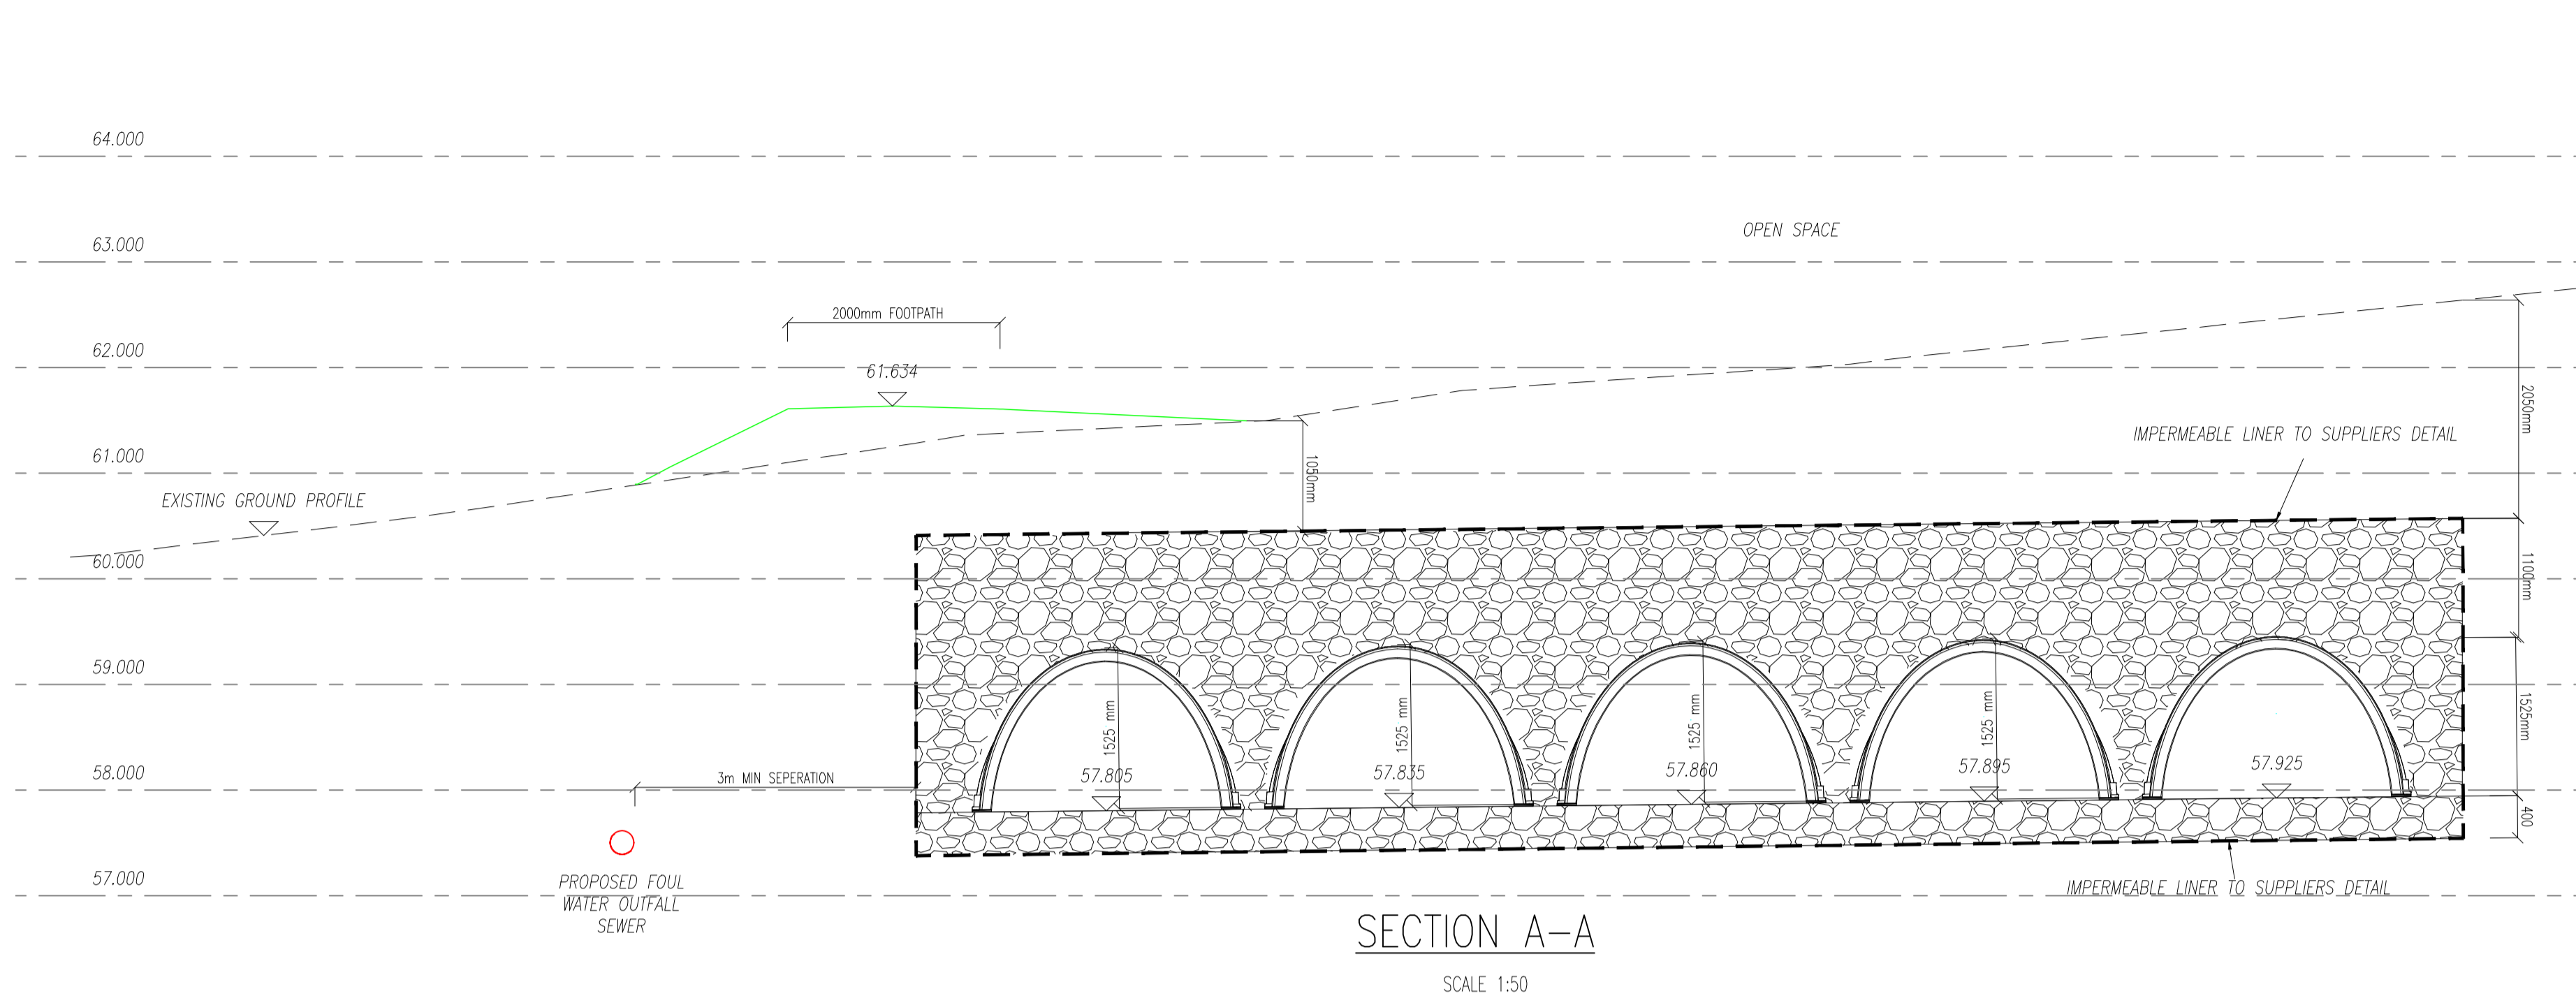 64.000
63.000
OPEN SPACE
2000mm FOOTPATH
62.000
61.634
2050mm
IMPERMEABLE LINER TO SUPPLIERS DETAIL
61.000
1050mm
EXISTING GROUND PROFILE
60.000
1100mm
59.000
1525 mm
1525 mm
1525 mm
1525 mm
1525mm
58.000
3m MIN SEPERATION
57.805
57.835
57.860
57.895
57.925
400
57.000
PROPOSED FOUL
WATER OUTFALL
SEWER
IMPERMEABLE LINER TO SUPPLIERS DETAIL
SECTION A-A
SCALE 1:50